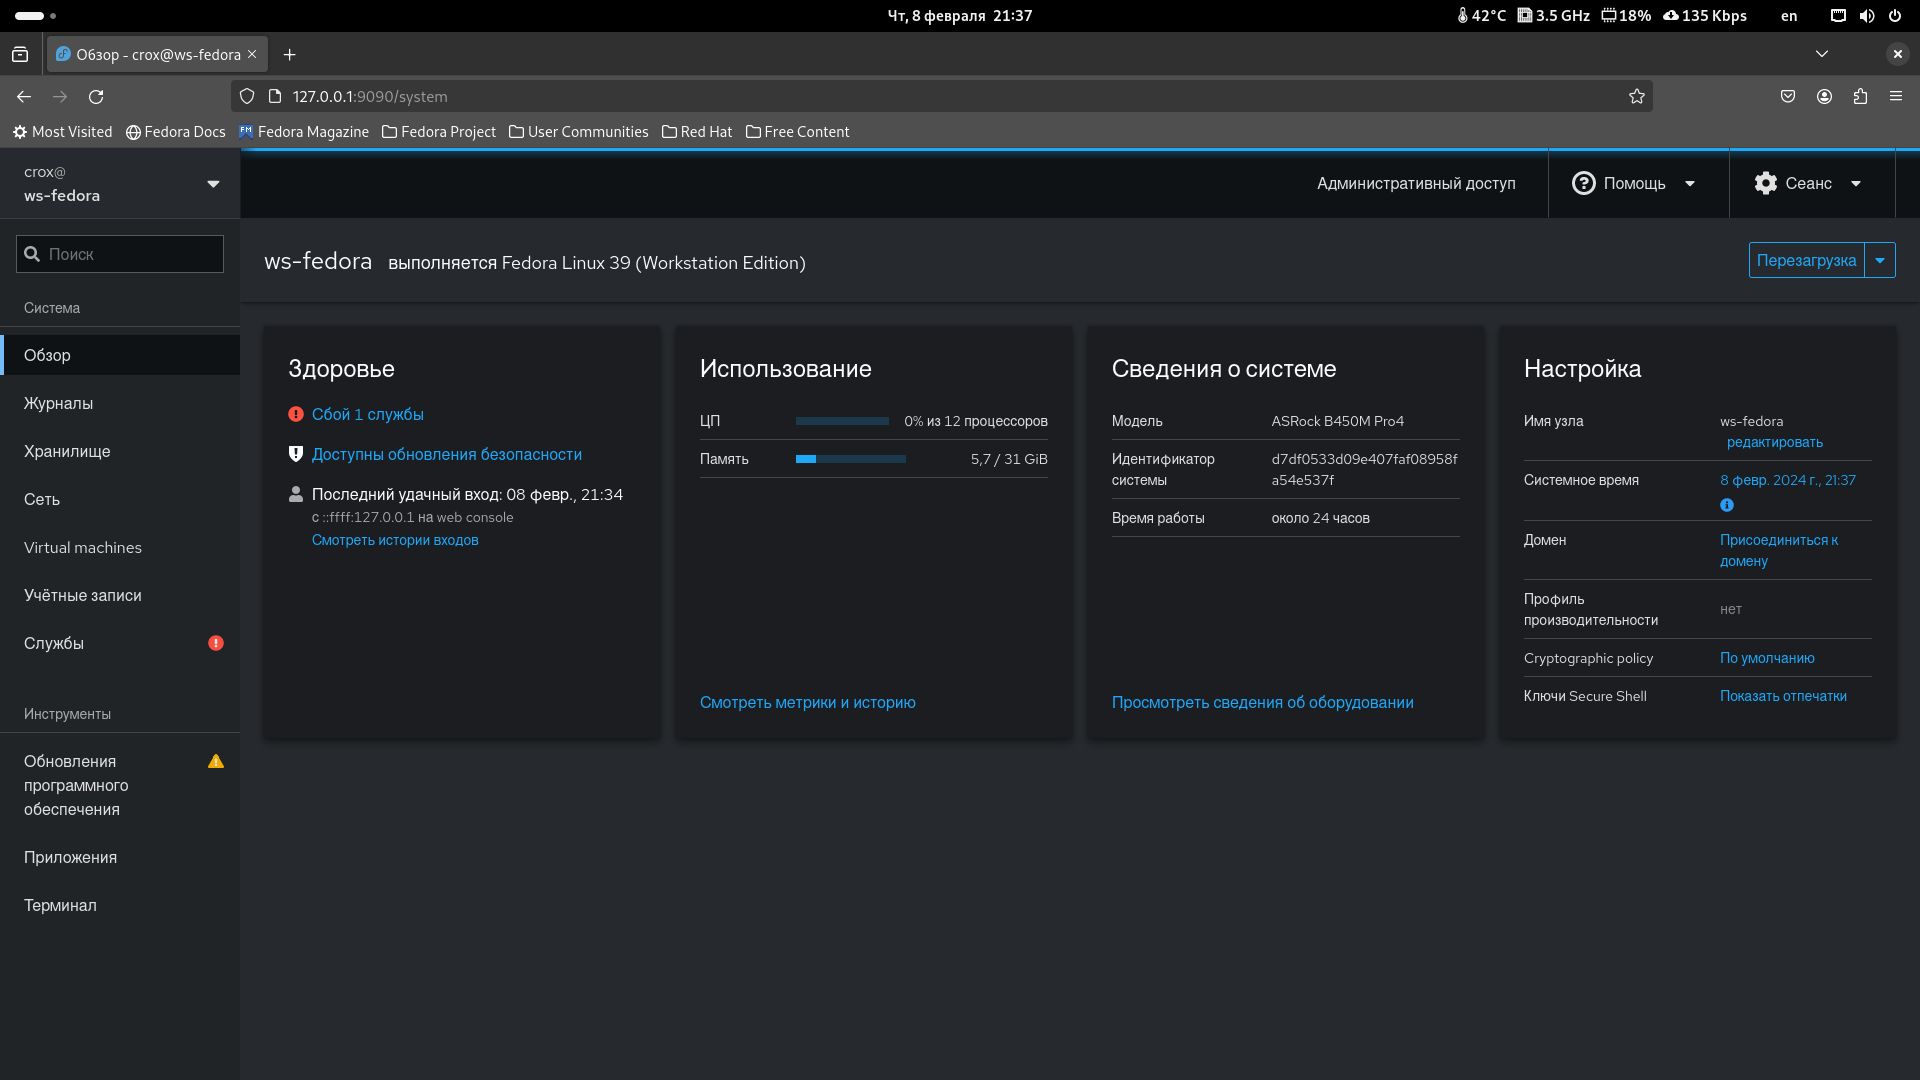 Чт, 8 февраля 21:37
42°C 3.5 GHz 18% 135 Kbps en
Обзор - crox@ws-fedora
127.0.0.1:9090/system
Most Visited Fedora Docs Fedora Magazine Fedora Project User Communities Red Hat Free Content
crox@
ws-fedora
Административный доступ
Помощь
Сеанс
Поиск
Система
Обзор
Журналы
Хранилище
Сеть
Virtual machines
Учётные записи
Службы
Инструменты
Обновления
программного
обеспечения
Приложения
Терминал
ws-fedora выполняется Fedora Linux 39 (Workstation Edition)
Перезагрузка
Здоровье
Сбой 1 службы
Доступны обновления безопасности
Последний удачный вход: 08 февр., 21:34
с ::ffff:127.0.0.1 на web console
Смотреть истории входов
Использование
ЦП 0% из 12 процессоров
Память 5,7 / 31 GiB
Смотреть метрики и историю
Сведения о системе
Модель ASRock B450M Pro4
Идентификатор
системы
d7df0533d09e407faf08958f
a54e537f
Время работы около 24 часов
Просмотреть сведения об оборудовании
Настройка
Имя узла ws-fedora
редактировать
Системное время 8 февр. 2024 г., 21:37
Домен Присоединиться к
домену
Профиль
производительности
нет
Cryptographic policy По умолчанию
Ключи Secure Shell Показать отпечатки